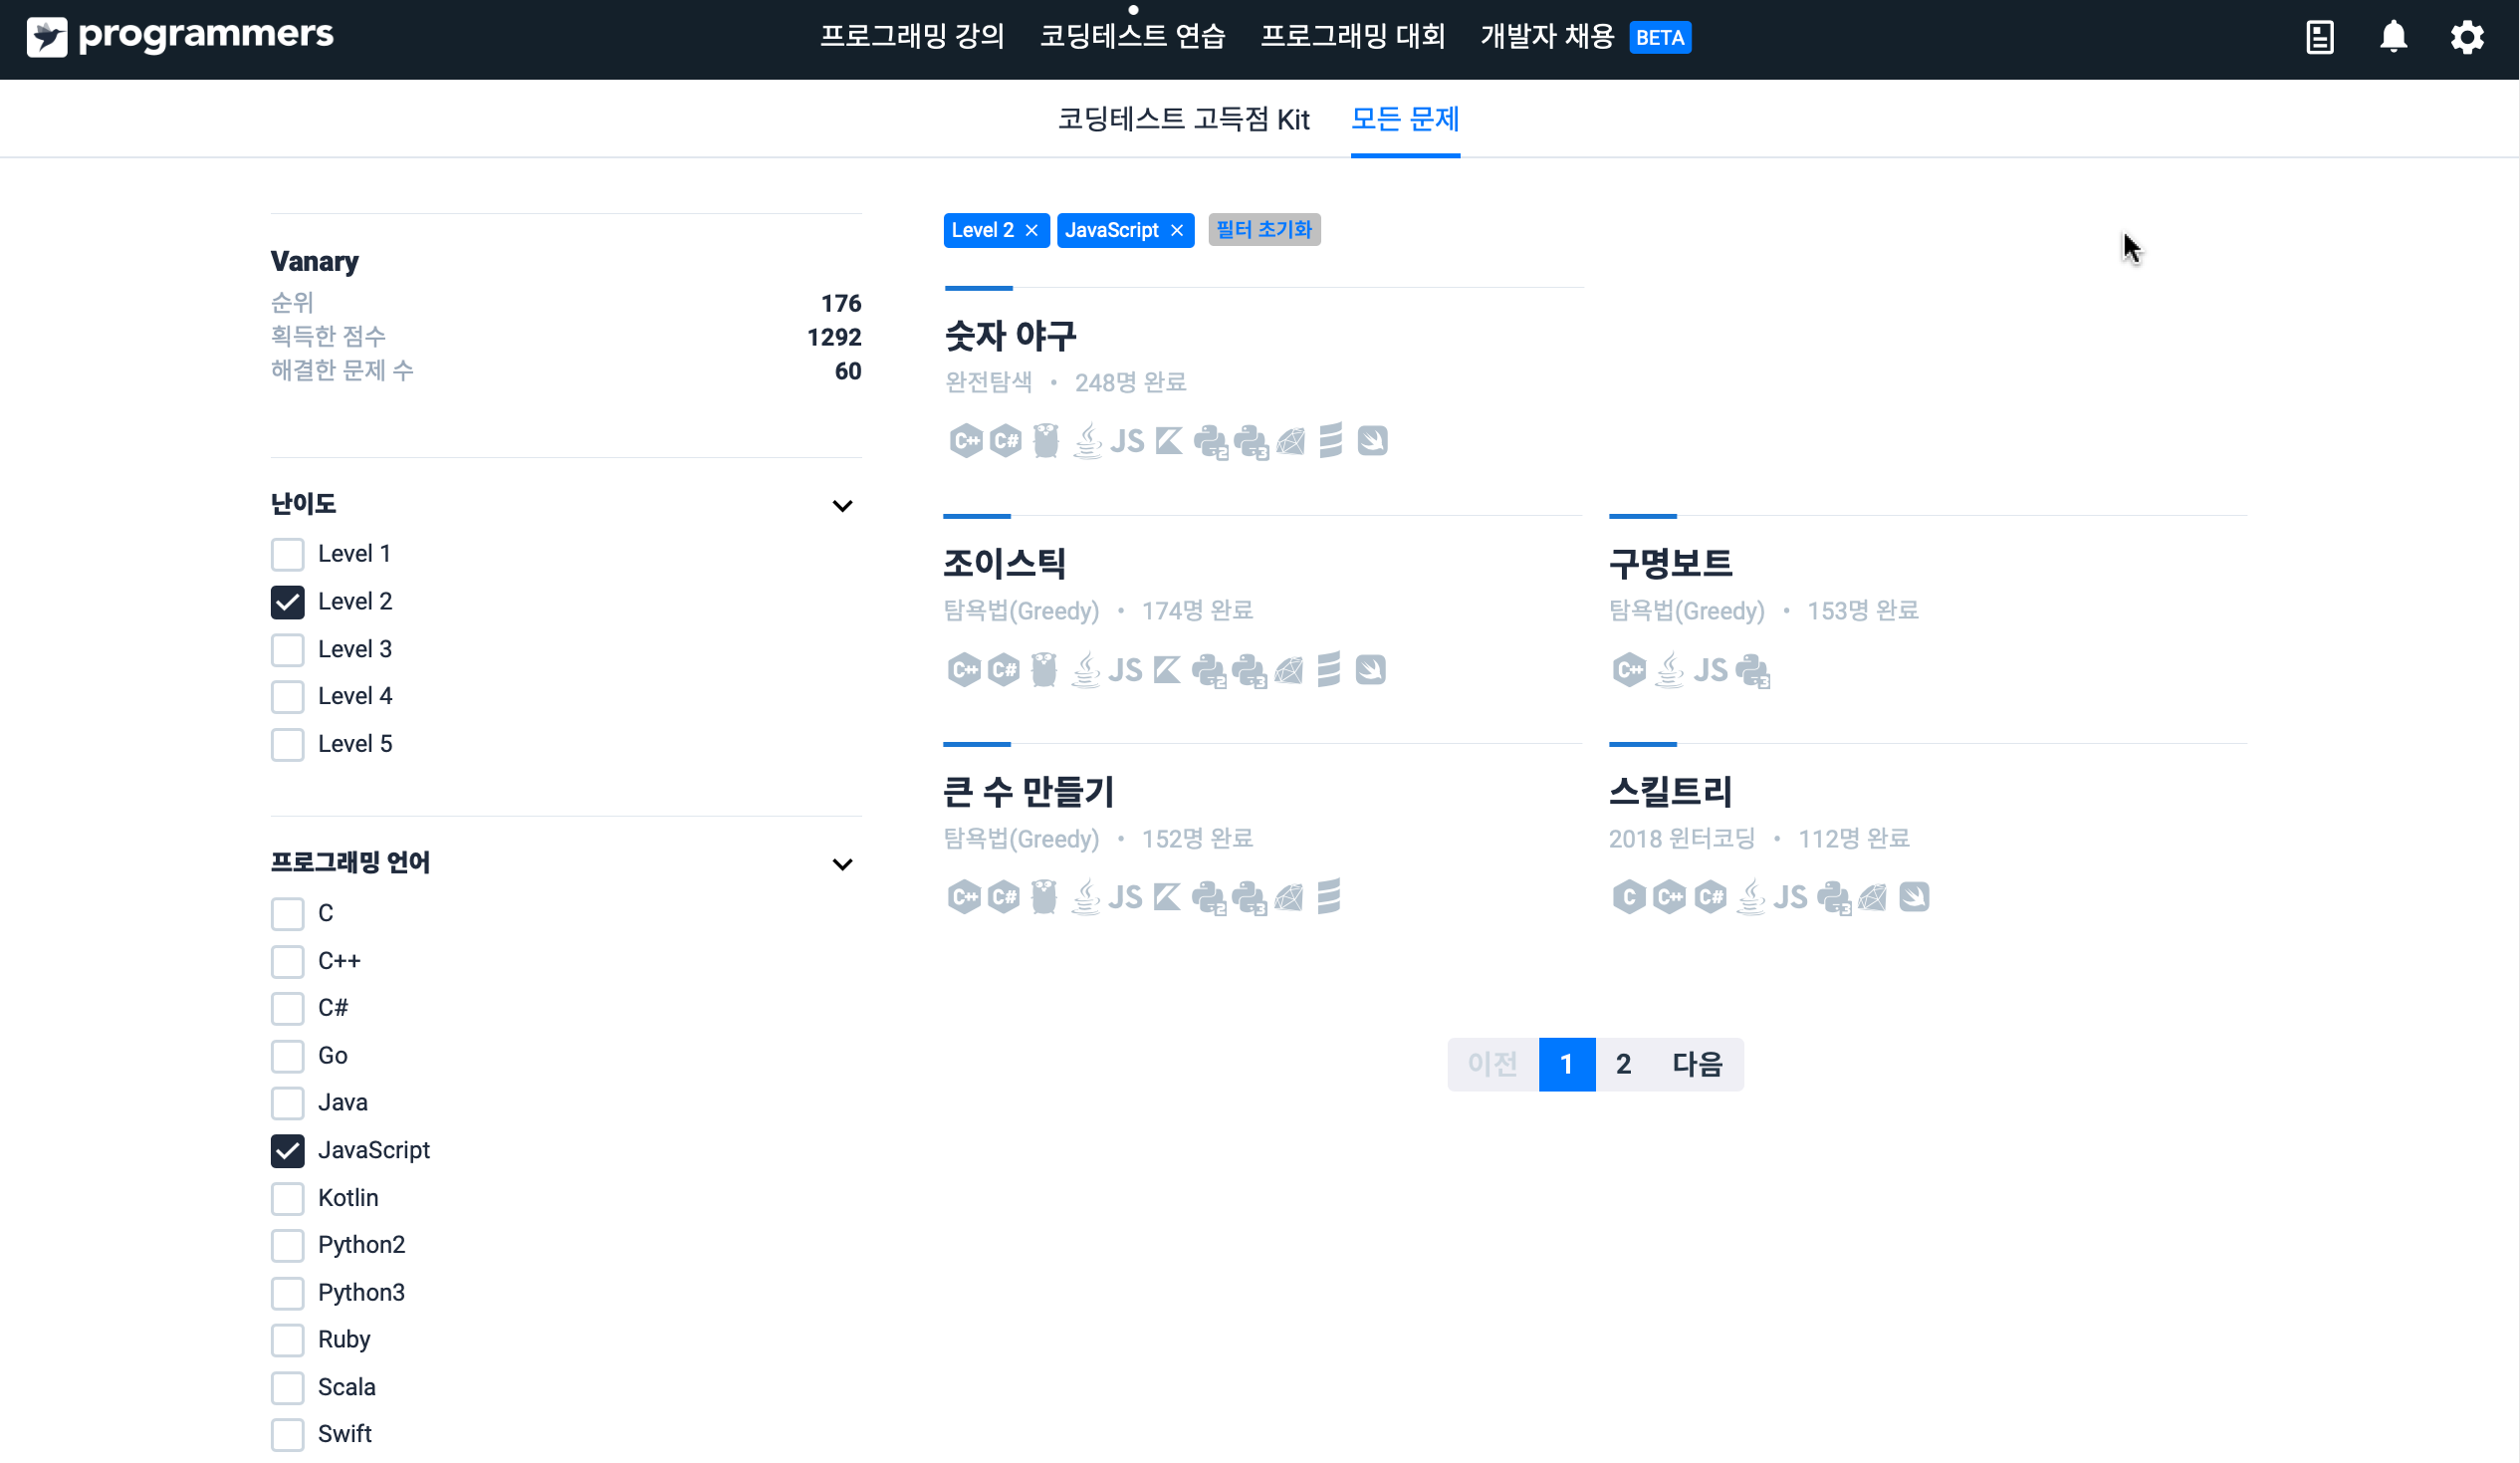 programmers
프로그래밍 강의 코딩테스트 연습 프로그래밍 대회 개발자 채용 BETA
코딩테스트 고득점 Kit 모든 문제
Vanary
순위 176
획득한 점수 1292
해결한 문제 수 60
난이도
Level 1
Level 2
Level 3
Level 4
Level 5
프로그래밍 언어
C
C++
C#
Go
Java
JavaScript
Kotlin
Python2
Python3
Ruby
Scala
Swift
Level 2 × JavaScript × 필터 초기화
숫자 야구
완전탐색 • 248명 완료
C++ C# JS 2 3
조이스틱
탐욕법(Greedy) • 174명 완료
C++ C# JS 2 3
구명보트
탐욕법(Greedy) • 153명 완료
C++ JS 3
큰 수 만들기
탐욕법(Greedy) • 152명 완료
C++ C# JS 2 3
스킬트리
2018 윈터코딩 • 112명 완료
C C++ C# JS 3
이전 1 2 다음